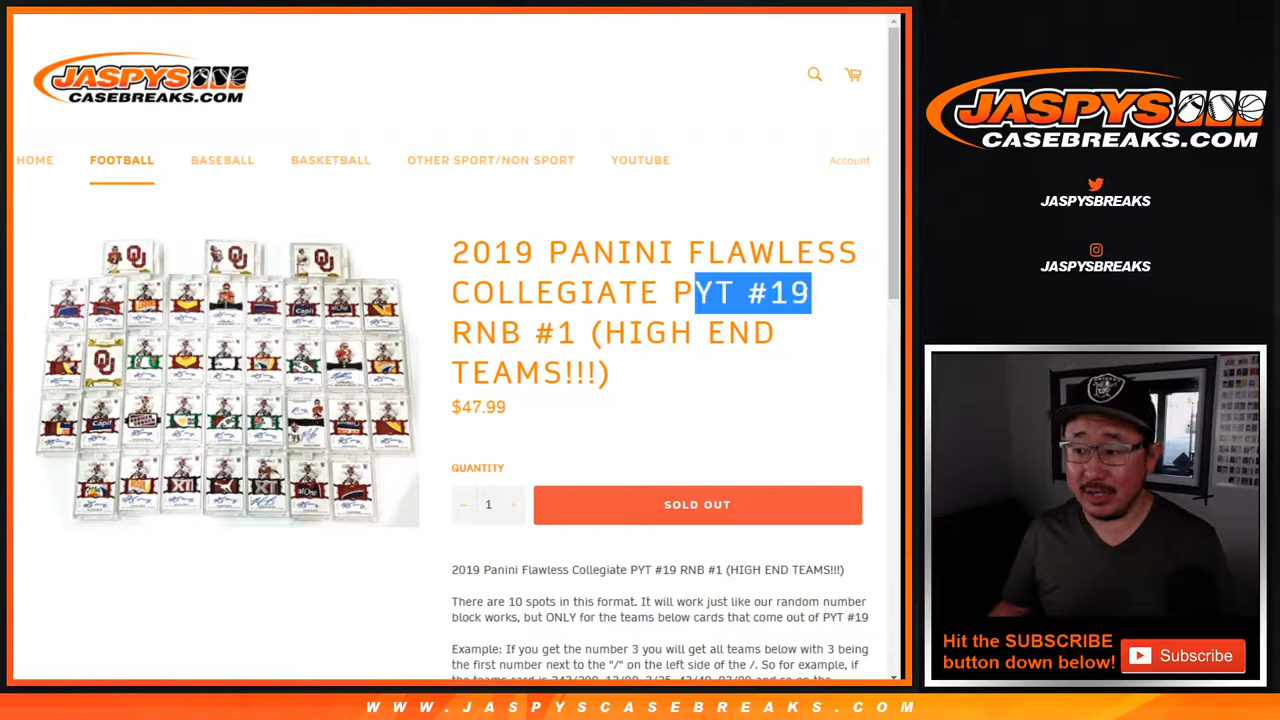 JASPYS
CASEBREAKS.COM
HOME FOOTBALL BASEBALL BASKETBALL OTHER SPORT/NON SPORT YOUTUBE Account
2019 PANINI FLAWLESS
COLLEGIATE PYT #19
RNB #1 (HIGH END
TEAMS!!!)
$47.99
QUANTITY
− 1 +
SOLD OUT
2019 Panini Flawless Collegiate PYT #19 RNB #1 (HIGH END TEAMS!!!)
There are 10 spots in this format. It will work just like our random number
block works, but ONLY for the teams below cards that come out of PYT #19
Example: If you get the number 3 you will get all teams below with 3 being
the first number next to the "/" on the left side of the /. So for example, if
JASPYS
CASEBREAKS.COM
JASPYSBREAKS
JASPYSBREAKS
RAIDERS
Hit the SUBSCRIBE
button down below!
Subscribe
WWW.JASPYSCASEBREAKS.COM